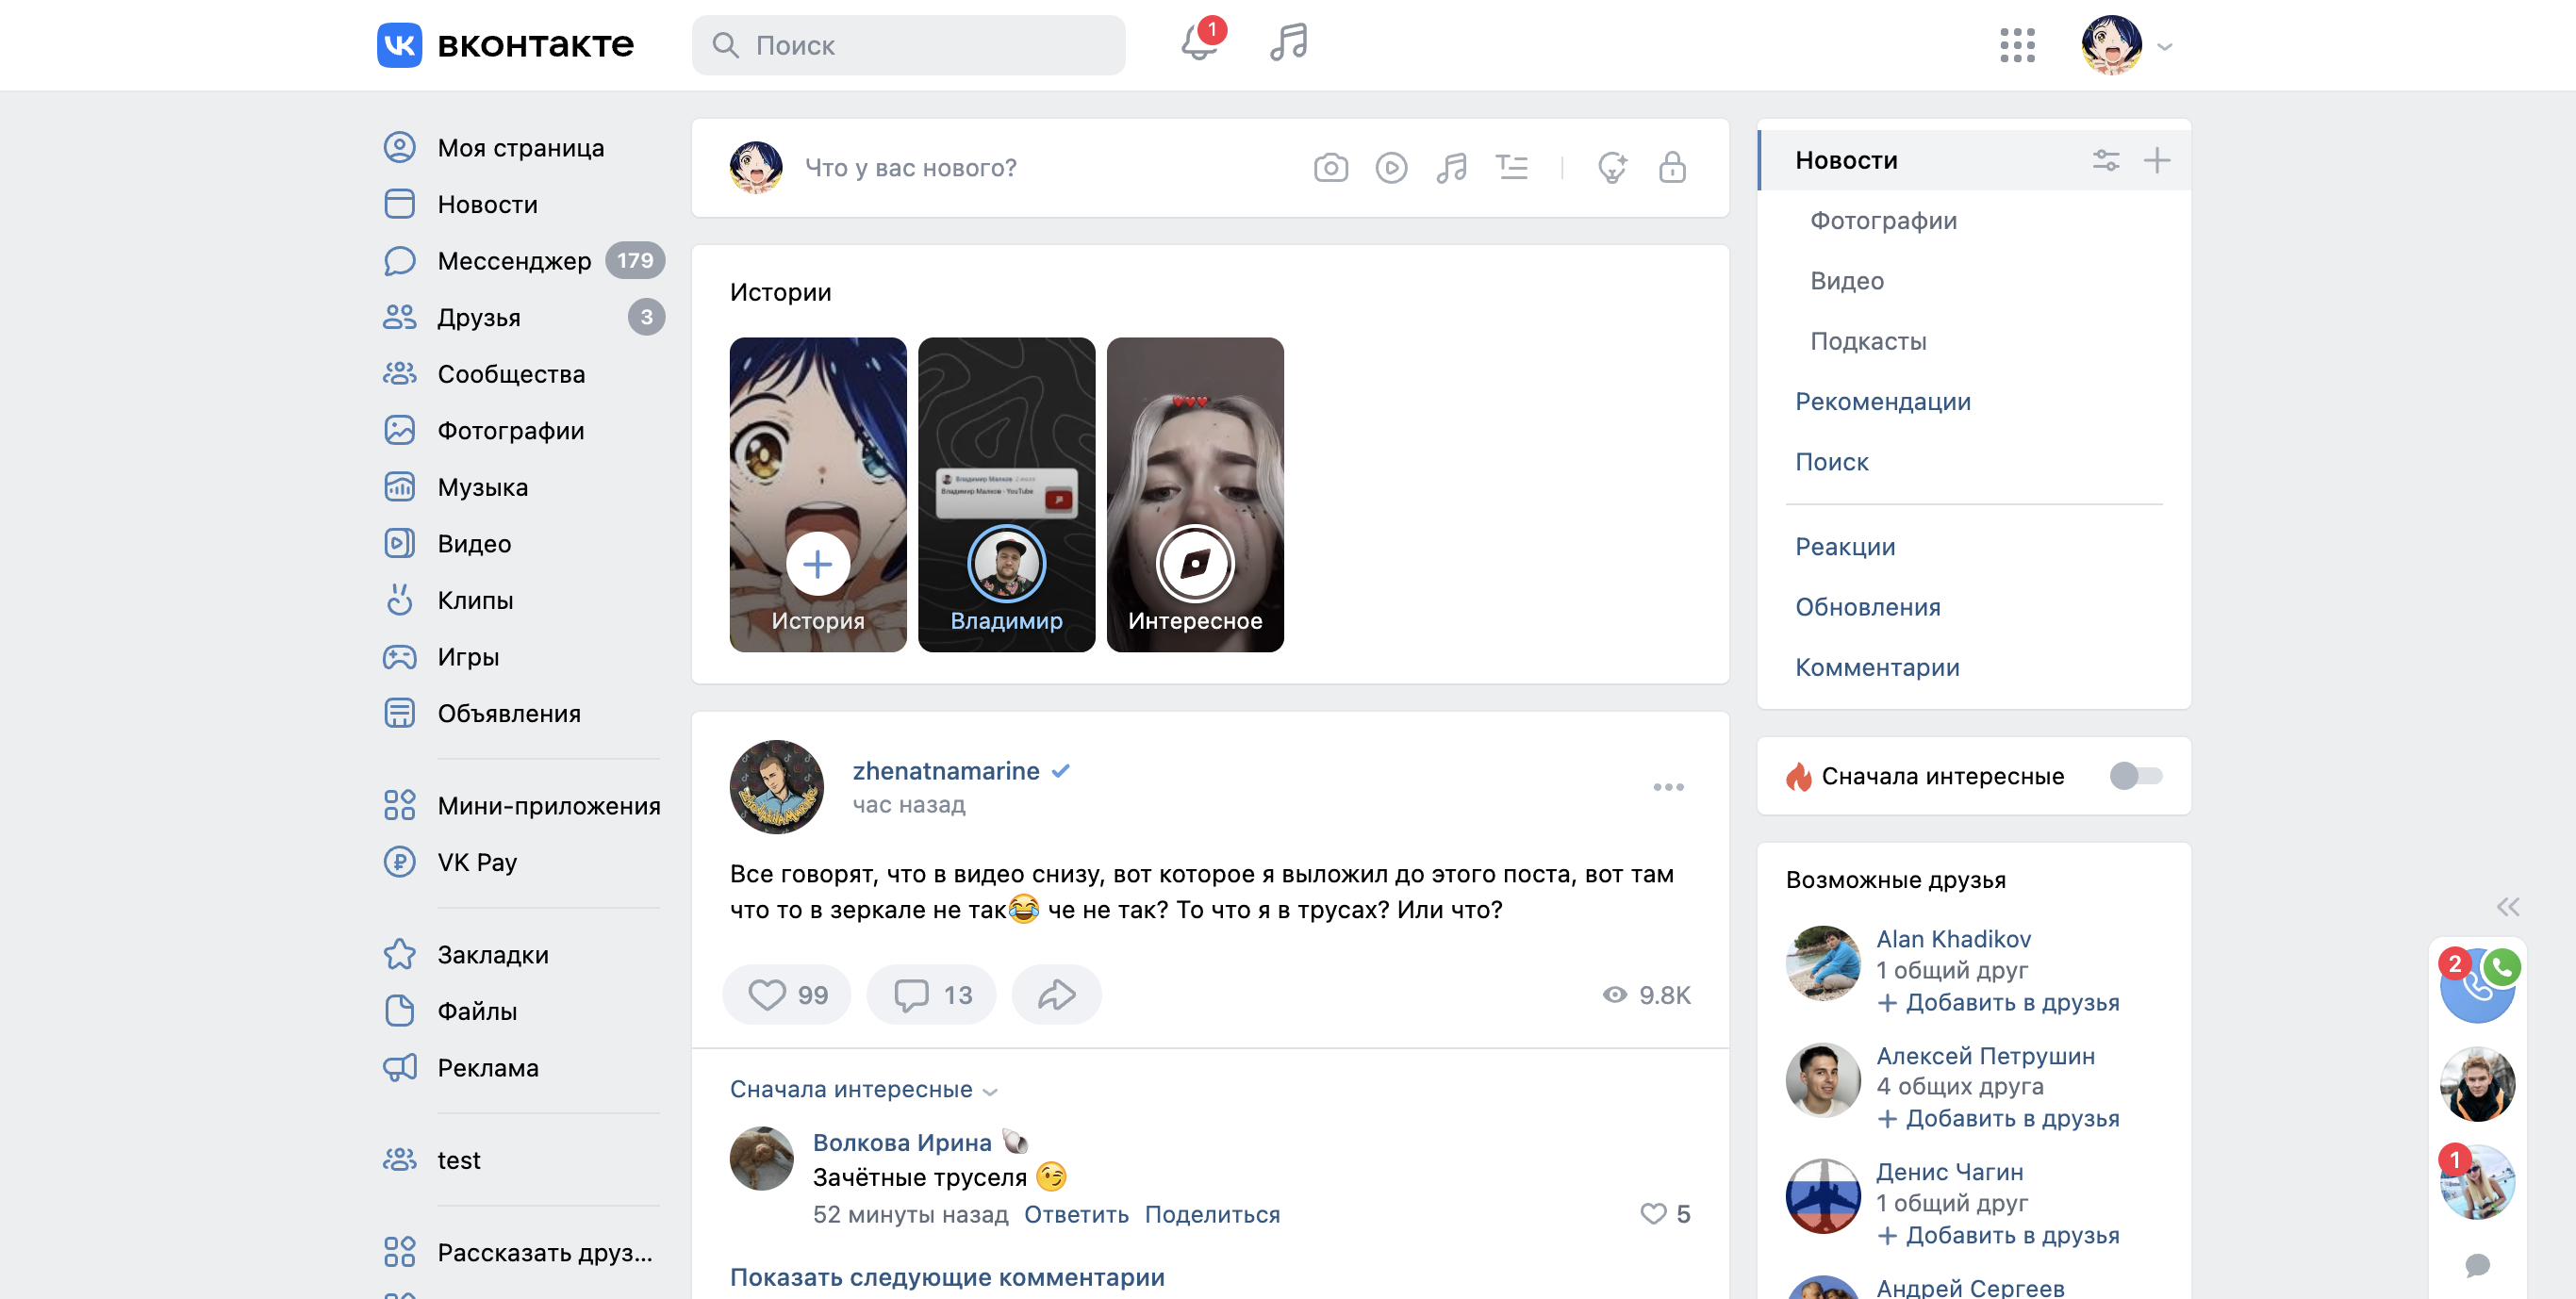 вконтакте
Поиск
1
Моя страница
Новости
Мессенджер 179
Друзья 3
Сообщества
Фотографии
Музыка
Видео
Клипы
Игры
Объявления
Мини-приложения
VK Pay
Закладки
Файлы
Реклама
test
Рассказать друз...
Что у вас нового?
Истории
Владимир Малков
Владимир Малков - YouTube
История
Владимир
Интересное
zhenatnamarine
час назад
Все говорят, что в видео снизу, вот которое я выложил до этого поста, вот там
что то в зеркале не так😂 че не так? То что я в трусах? Или что?
99
13
9.8K
Сначала интересные
Волкова Ирина 🐚
Зачётные труселя 😉
52 минуты назад Ответить Поделиться
5
Показать следующие комментарии
Новости
Фотографии
Видео
Подкасты
Рекомендации
Поиск
Реакции
Обновления
Комментарии
Сначала интересные
Возможные друзья
Alan Khadikov
1 общий друг
+ Добавить в друзья
Алексей Петрушин
4 общих друга
+ Добавить в друзья
Денис Чагин
1 общий друг
+ Добавить в друзья
Андрей Сергеев
2
1